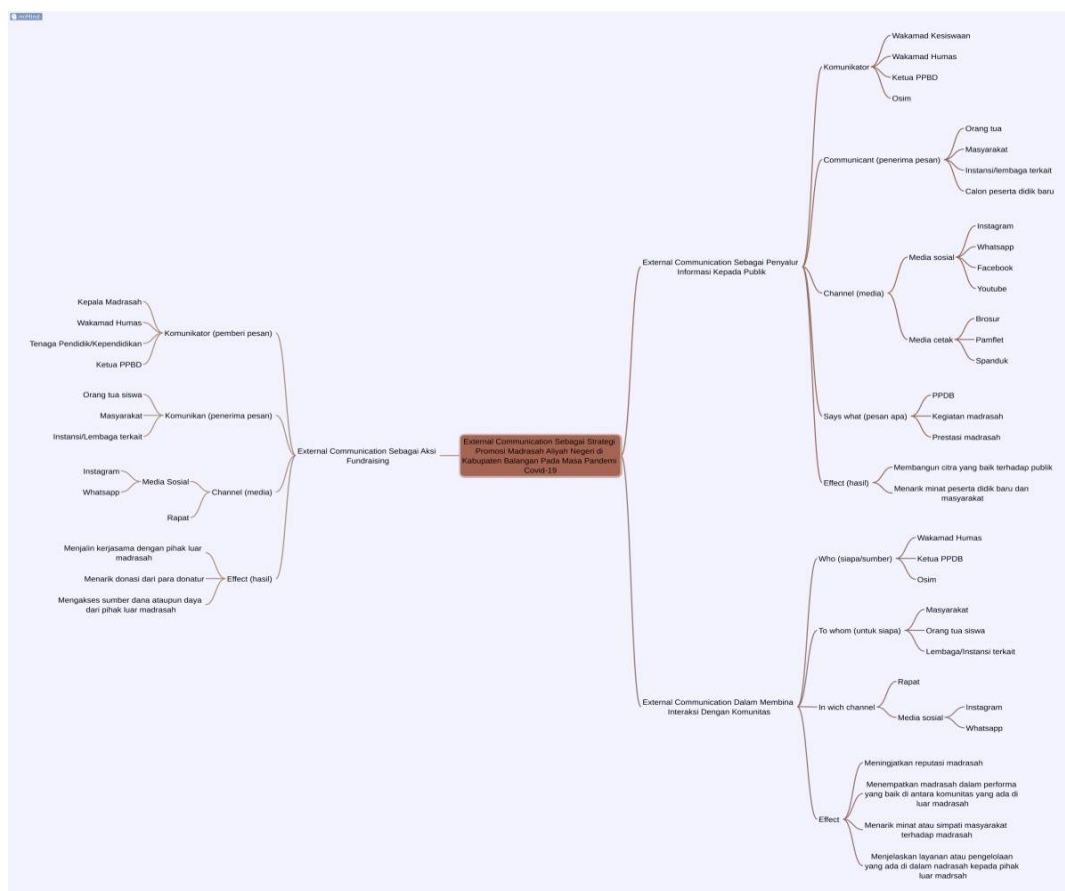 External Communication Sebagai Strategi
Promosi Madrasah Aliyah Negeri di
Kabupaten Balangan Pada Masa Pandemi
Covid-19
External Communication Sebagai Penyalur
Informasi Kepada Publik
Komunikator
Wakamad Kesiswaan
Wakamad Humas
Ketua PPBD
Osim
Communicant (penerima pesan)
Orang tua
Masyarakat
Instansi/lembaga terkait
Calon peserta didik baru
Channel (media)
Media sosial
Instagram
Whatsapp
Facebook
Youtube
Media cetak
Brosur
Pamflet
Spanduk
Says what (pesan apa)
PPDB
Kegiatan madrasah
Prestasi madrasah
Effect (hasil)
Membangun citra yang baik terhadap publik
Menarik minat peserta didik baru dan
masyarakat
External Communication Dalam Membina
Interaksi Dengan Komunitas
Who (siapa/sumber)
Wakamad Humas
Ketua PPDB
Osim
To whom (untuk siapa)
Masyarakat
Orang tua siswa
Lembaga/Instansi terkait
In wich channel
Rapat
Media sosial
Instagram
Whatsapp
Effect
Meningjatkan reputasi madrasah
Menempatkan madrasah dalam performa
yang baik di antara komunitas yang ada di
luar madrasah
Menarik minat atau simpati masyarakat
terhadap madrasah
Menjelaskan layanan atau pengelolaan
yang ada di dalam nadrasah kepada pihak
luar madrsah
External Communication Sebagai Aksi
Fundraising
Komunikator (pemberi pesan)
Kepala Madrasah
Wakamad Humas
Tenaga Pendidik/Kependidikan
Ketua PPBD
Komunikan (penerima pesan)
Orang tua siswa
Masyarakat
Instansi/Lembaga terkait
Channel (media)
Media Sosial
Instagram
Whatsapp
Rapat
Effect (hasil)
Menjalin kerjasama dengan pihak luar
madrasah
Menarik donasi dari para donatur
Mengakses sumber dana ataupun daya
dari pihak luar madrasah